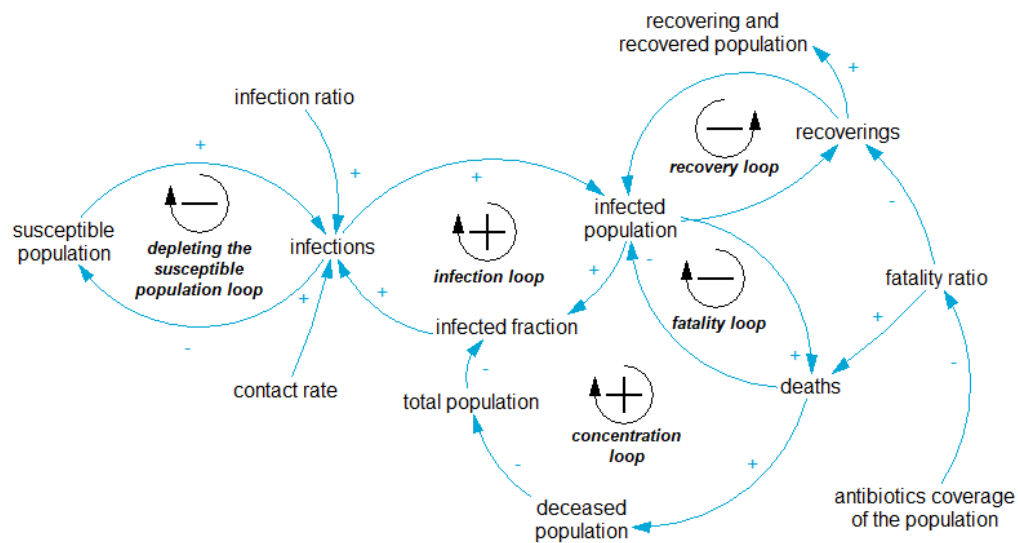 recovering and
recovered population
+
infection ratio
recoverings
+
+
+
recovery loop
-
susceptible
population
depleting the
susceptible
population loop
infections
infection loop
infected
population
-
+
+
+
fatality loop
fatality ratio
-
infected fraction
+
+
-
-
contact rate
total population
deaths
concentration
loop
-
+
deceased
population
antibiotics coverage
of the population